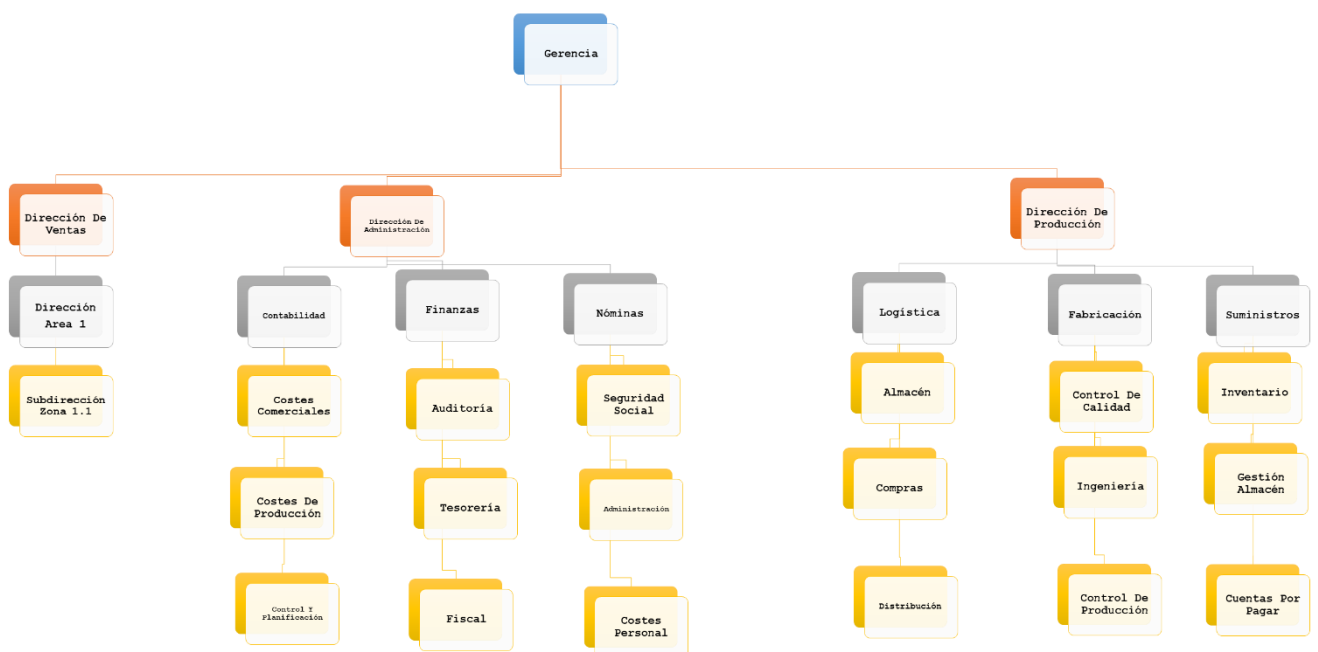 Gerencia
Dirección De
Ventas
Dirección De
Administración
Dirección De
Producción
Dirección
Area 1
Contabilidad
Finanzas
Nóminas
Logística
Fabricación
Suministros
Subdirección
Zona 1.1
Costes
Comerciales
Auditoría
Seguridad
Social
Almacén
Control De
Calidad
Inventario
Costes De
Producción
Tesorería
Administración
Compras
Ingeniería
Gestión
Almacén
Control Y
Planificación
Fiscal
Costes
Personal
Distribución
Control De
Producción
Cuentas Por
Pagar